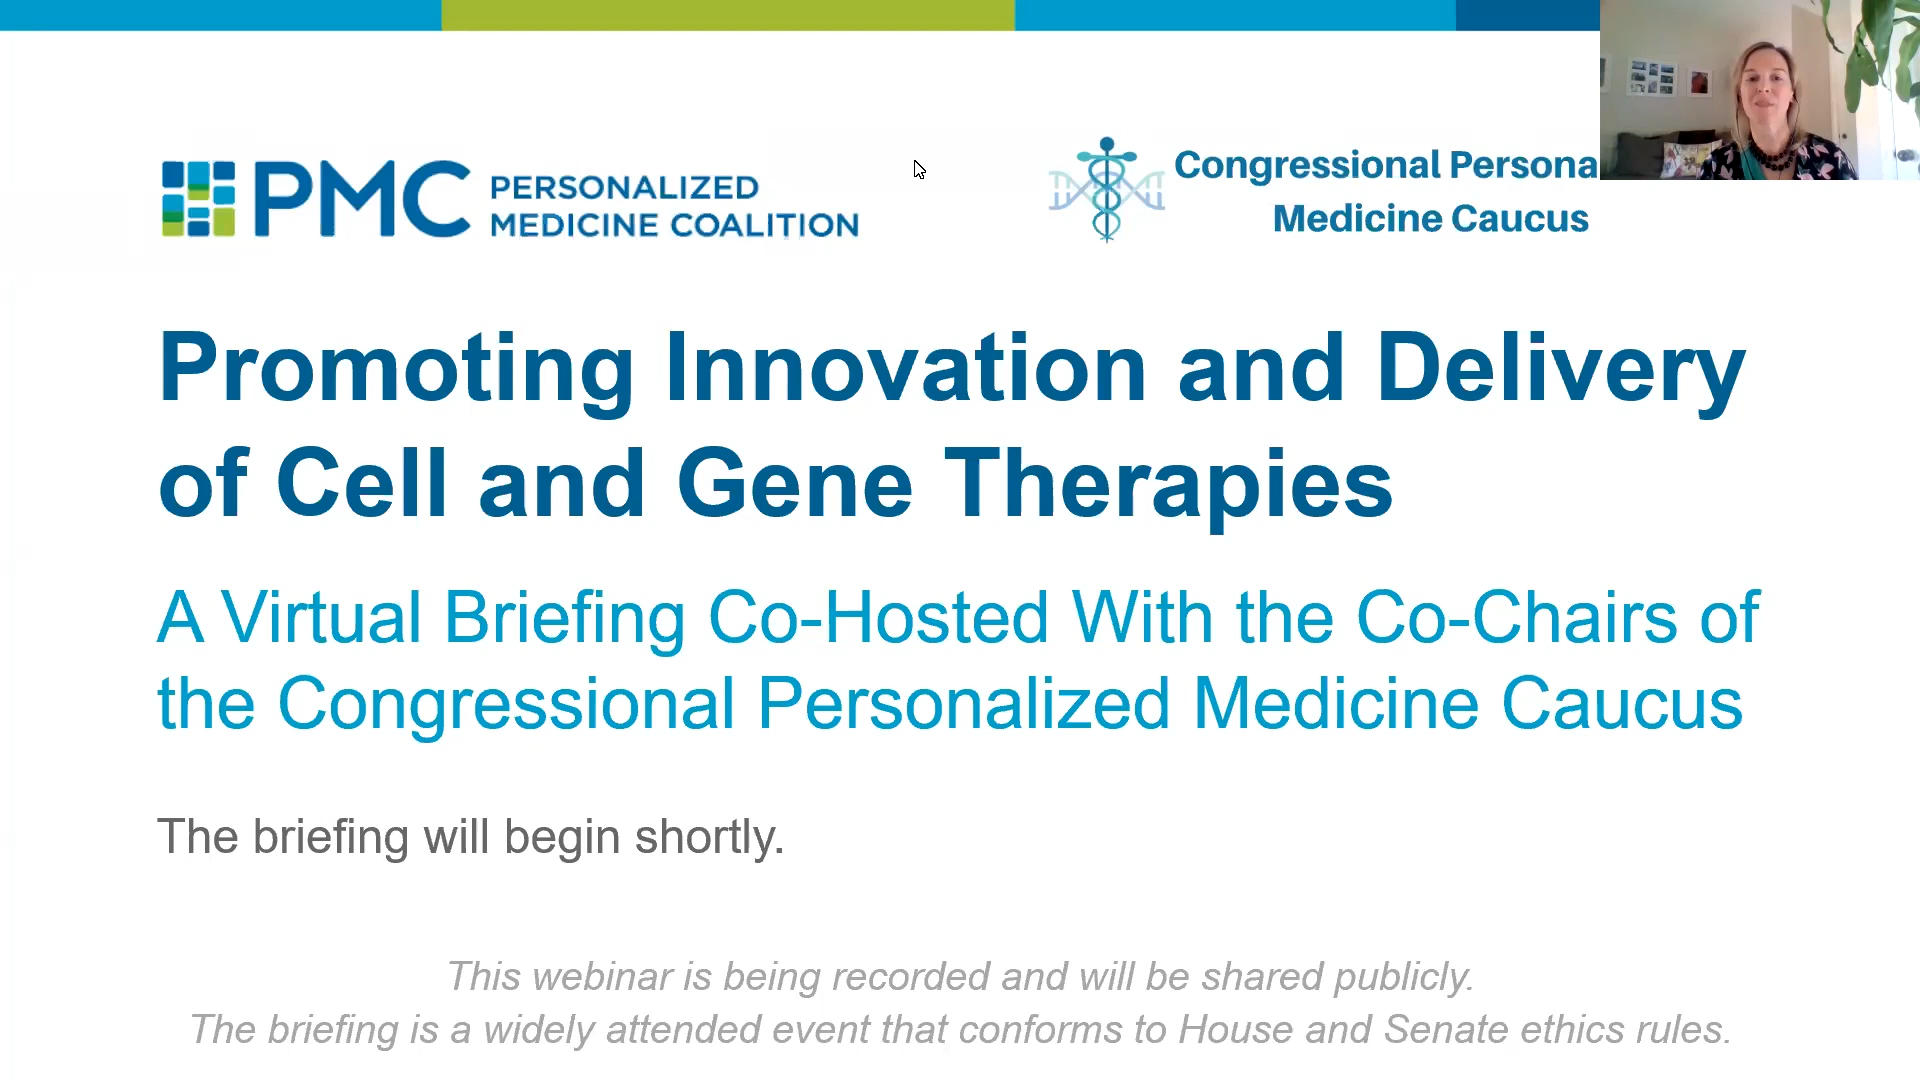 PMC PERSONALIZED
MEDICINE COALITION
Congressional Persona
Medicine Caucus
Promoting Innovation and Delivery
of Cell and Gene Therapies
A Virtual Briefing Co-Hosted With the Co-Chairs of
the Congressional Personalized Medicine Caucus
The briefing will begin shortly.
This webinar is being recorded and will be shared publicly.
The briefing is a widely attended event that conforms to House and Senate ethics rules.